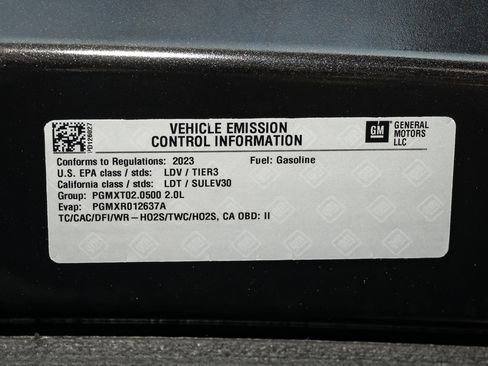 PD126027
VEHICLE EMISSION
CONTROL INFORMATION
GM
GENERAL
MOTORS
LLC
Conforms to Regulations: 2023 Fuel: Gasoline
U.S. EPA class / stds: LDV / TIER3
California class / stds: LDT / SULEV30
Group: PGMXT02.0500 2.0L
Evap: PGMXR012637A
TC/CAC/DFI/WR-HO2S/TWC/HO2S, CA OBD: II